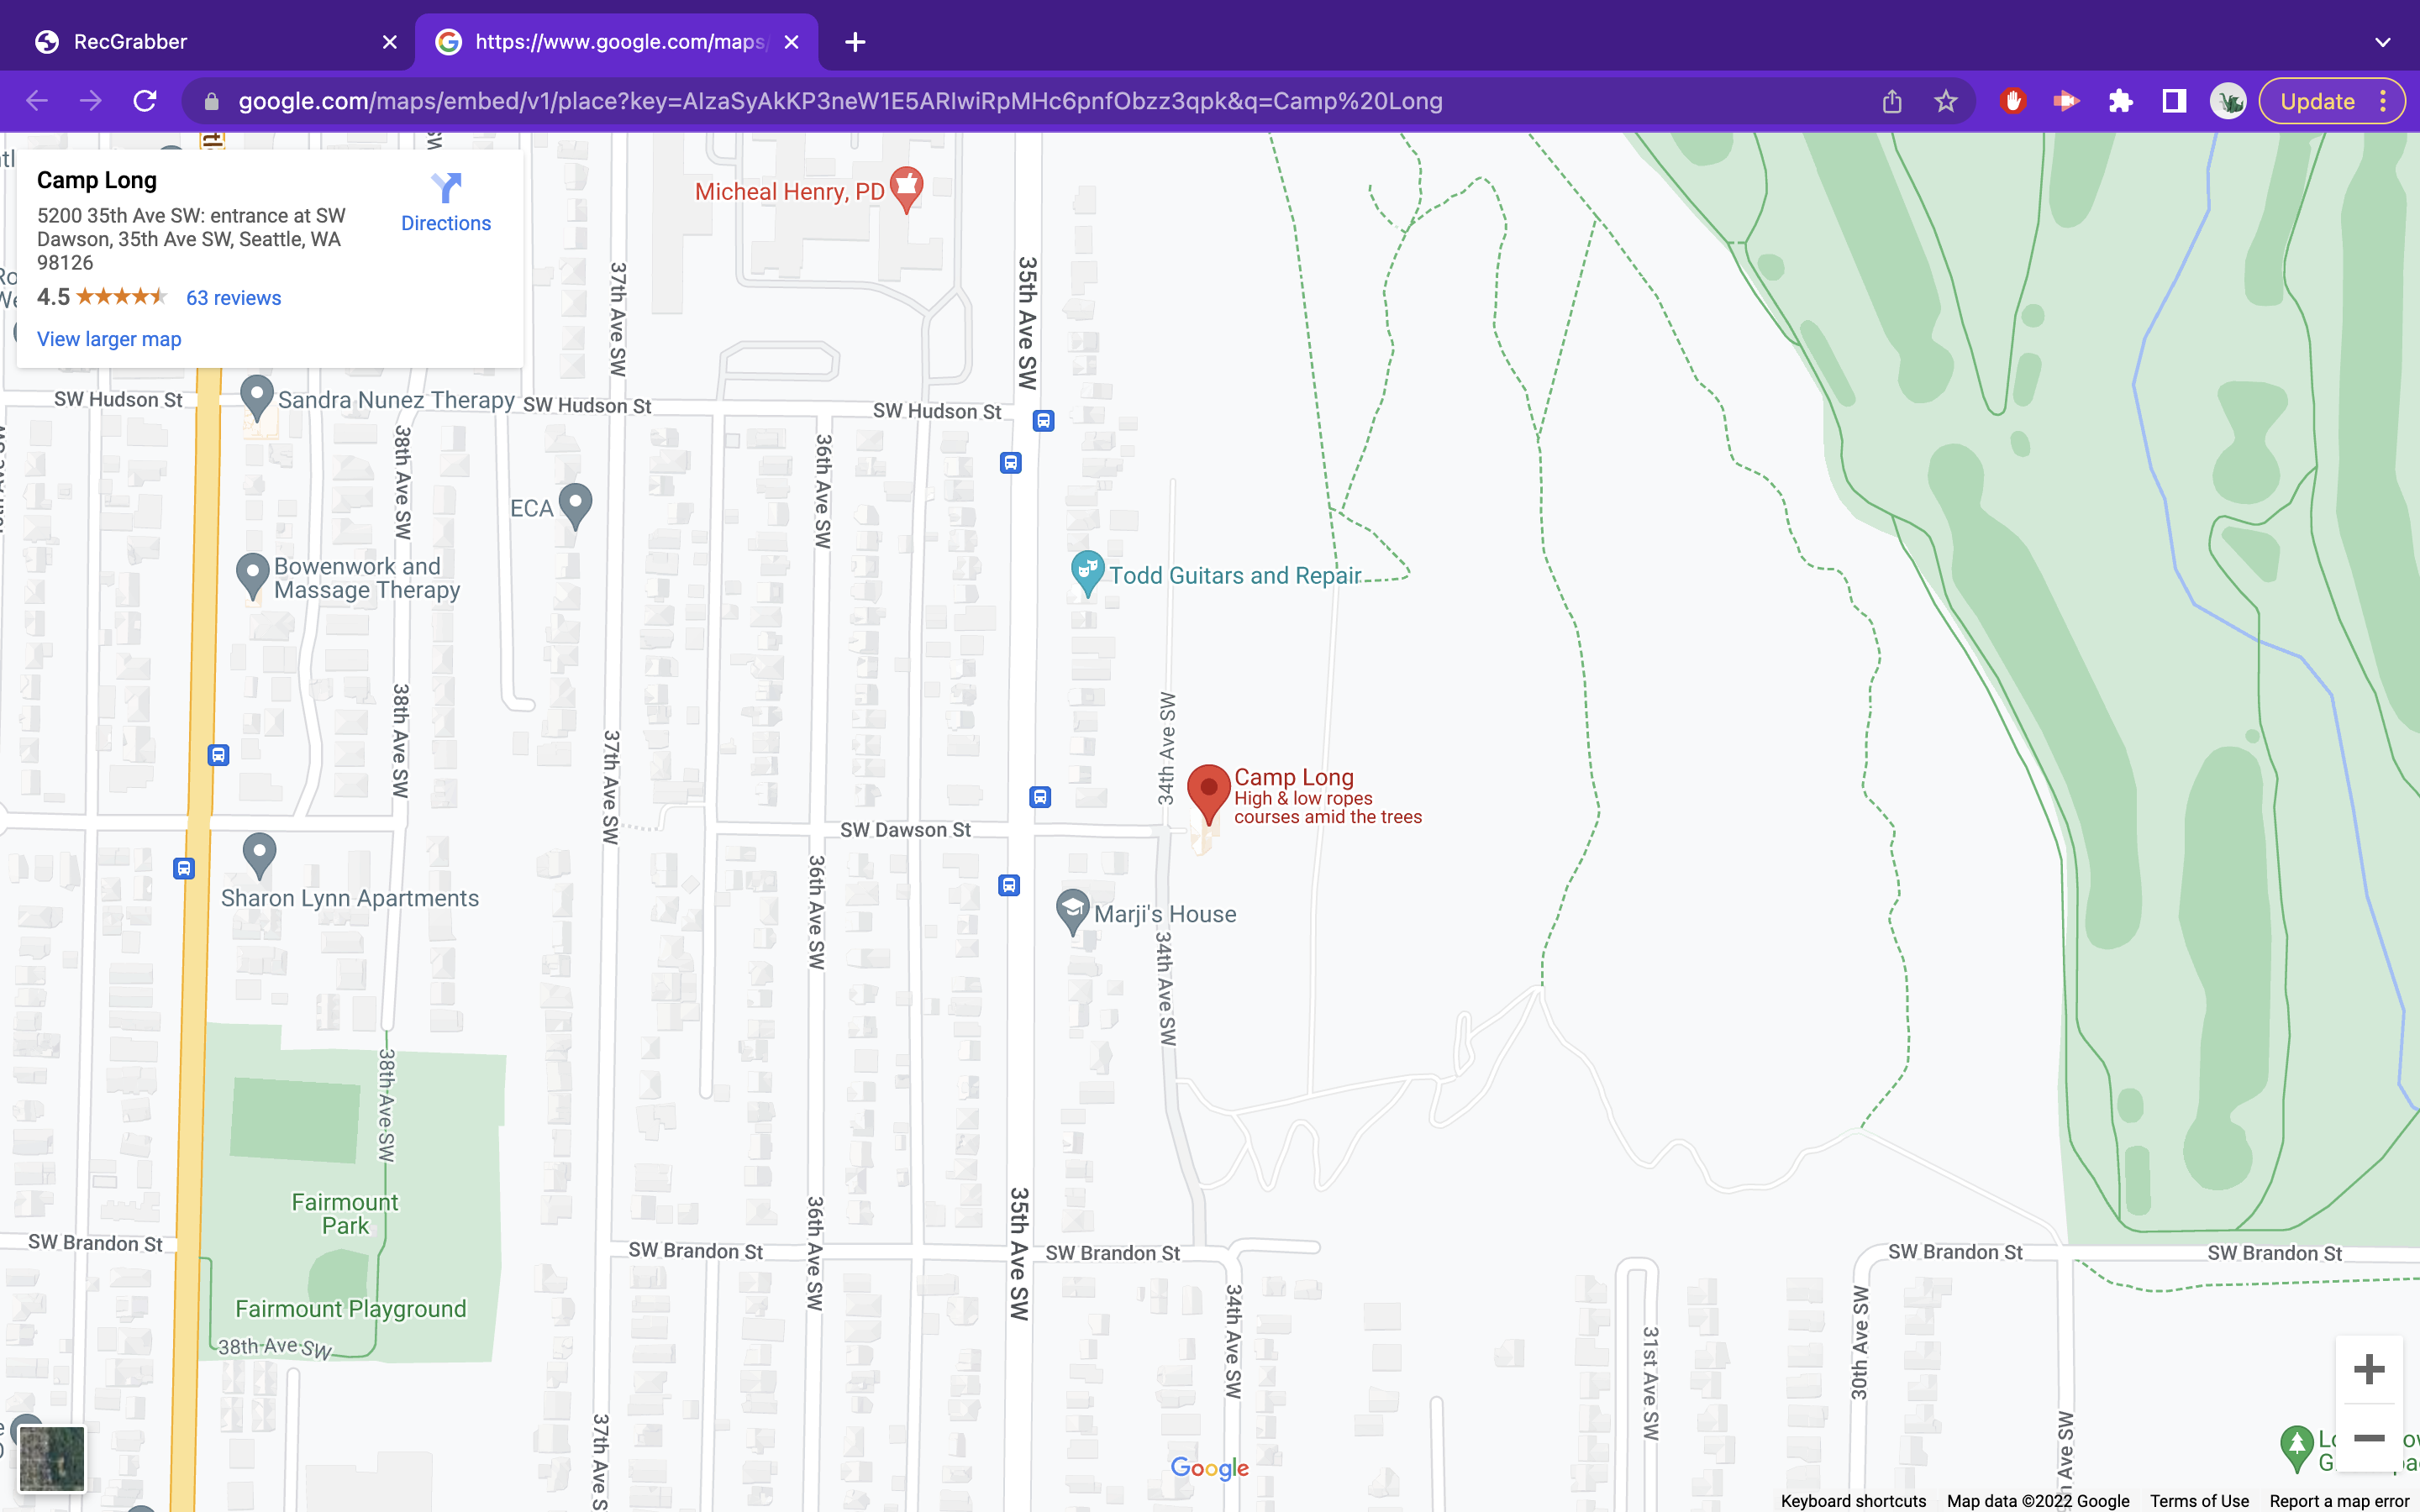 RecGrabber
https://www.google.com/maps/
Update
google.com/maps/embed/v1/place?key=AIzaSyAkKP3neW1E5ARIwiRpMHc6pnfObzz3qpk&q=Camp%20Long
Camp Long
5200 35th Ave SW: entrance at SW
Dawson, 35th Ave SW, Seattle, WA
98126
4.5
63 reviews
View larger map
Directions
Micheal Henry, PD
37th Ave SW
35th Ave SW
SW Hudson St
Sandra Nunez Therapy
SW Hudson St
SW Hudson St
38th Ave SW
36th Ave SW
ECA
Bowenwork and
Massage Therapy
Todd Guitars and Repair
38th Ave SW
37th Ave SW
34th Ave SW
Camp Long
High & low ropes
courses amid the trees
SW Dawson St
Sharon Lynn Apartments
36th Ave SW
Marji's House
34th Ave SW
38th Ave SW
Fairmount
Park
36th Ave SW
35th Ave SW
SW Brandon St
SW Brandon St
SW Brandon St
SW Brandon St
SW Brandon St
Fairmount Playground
38th Ave SW
34th Ave SW
31st Ave SW
30th Ave SW
37th Ave S
Ave SW
Google
Keyboard shortcuts
Map data ©2022 Google
Terms of Use
Report a map error